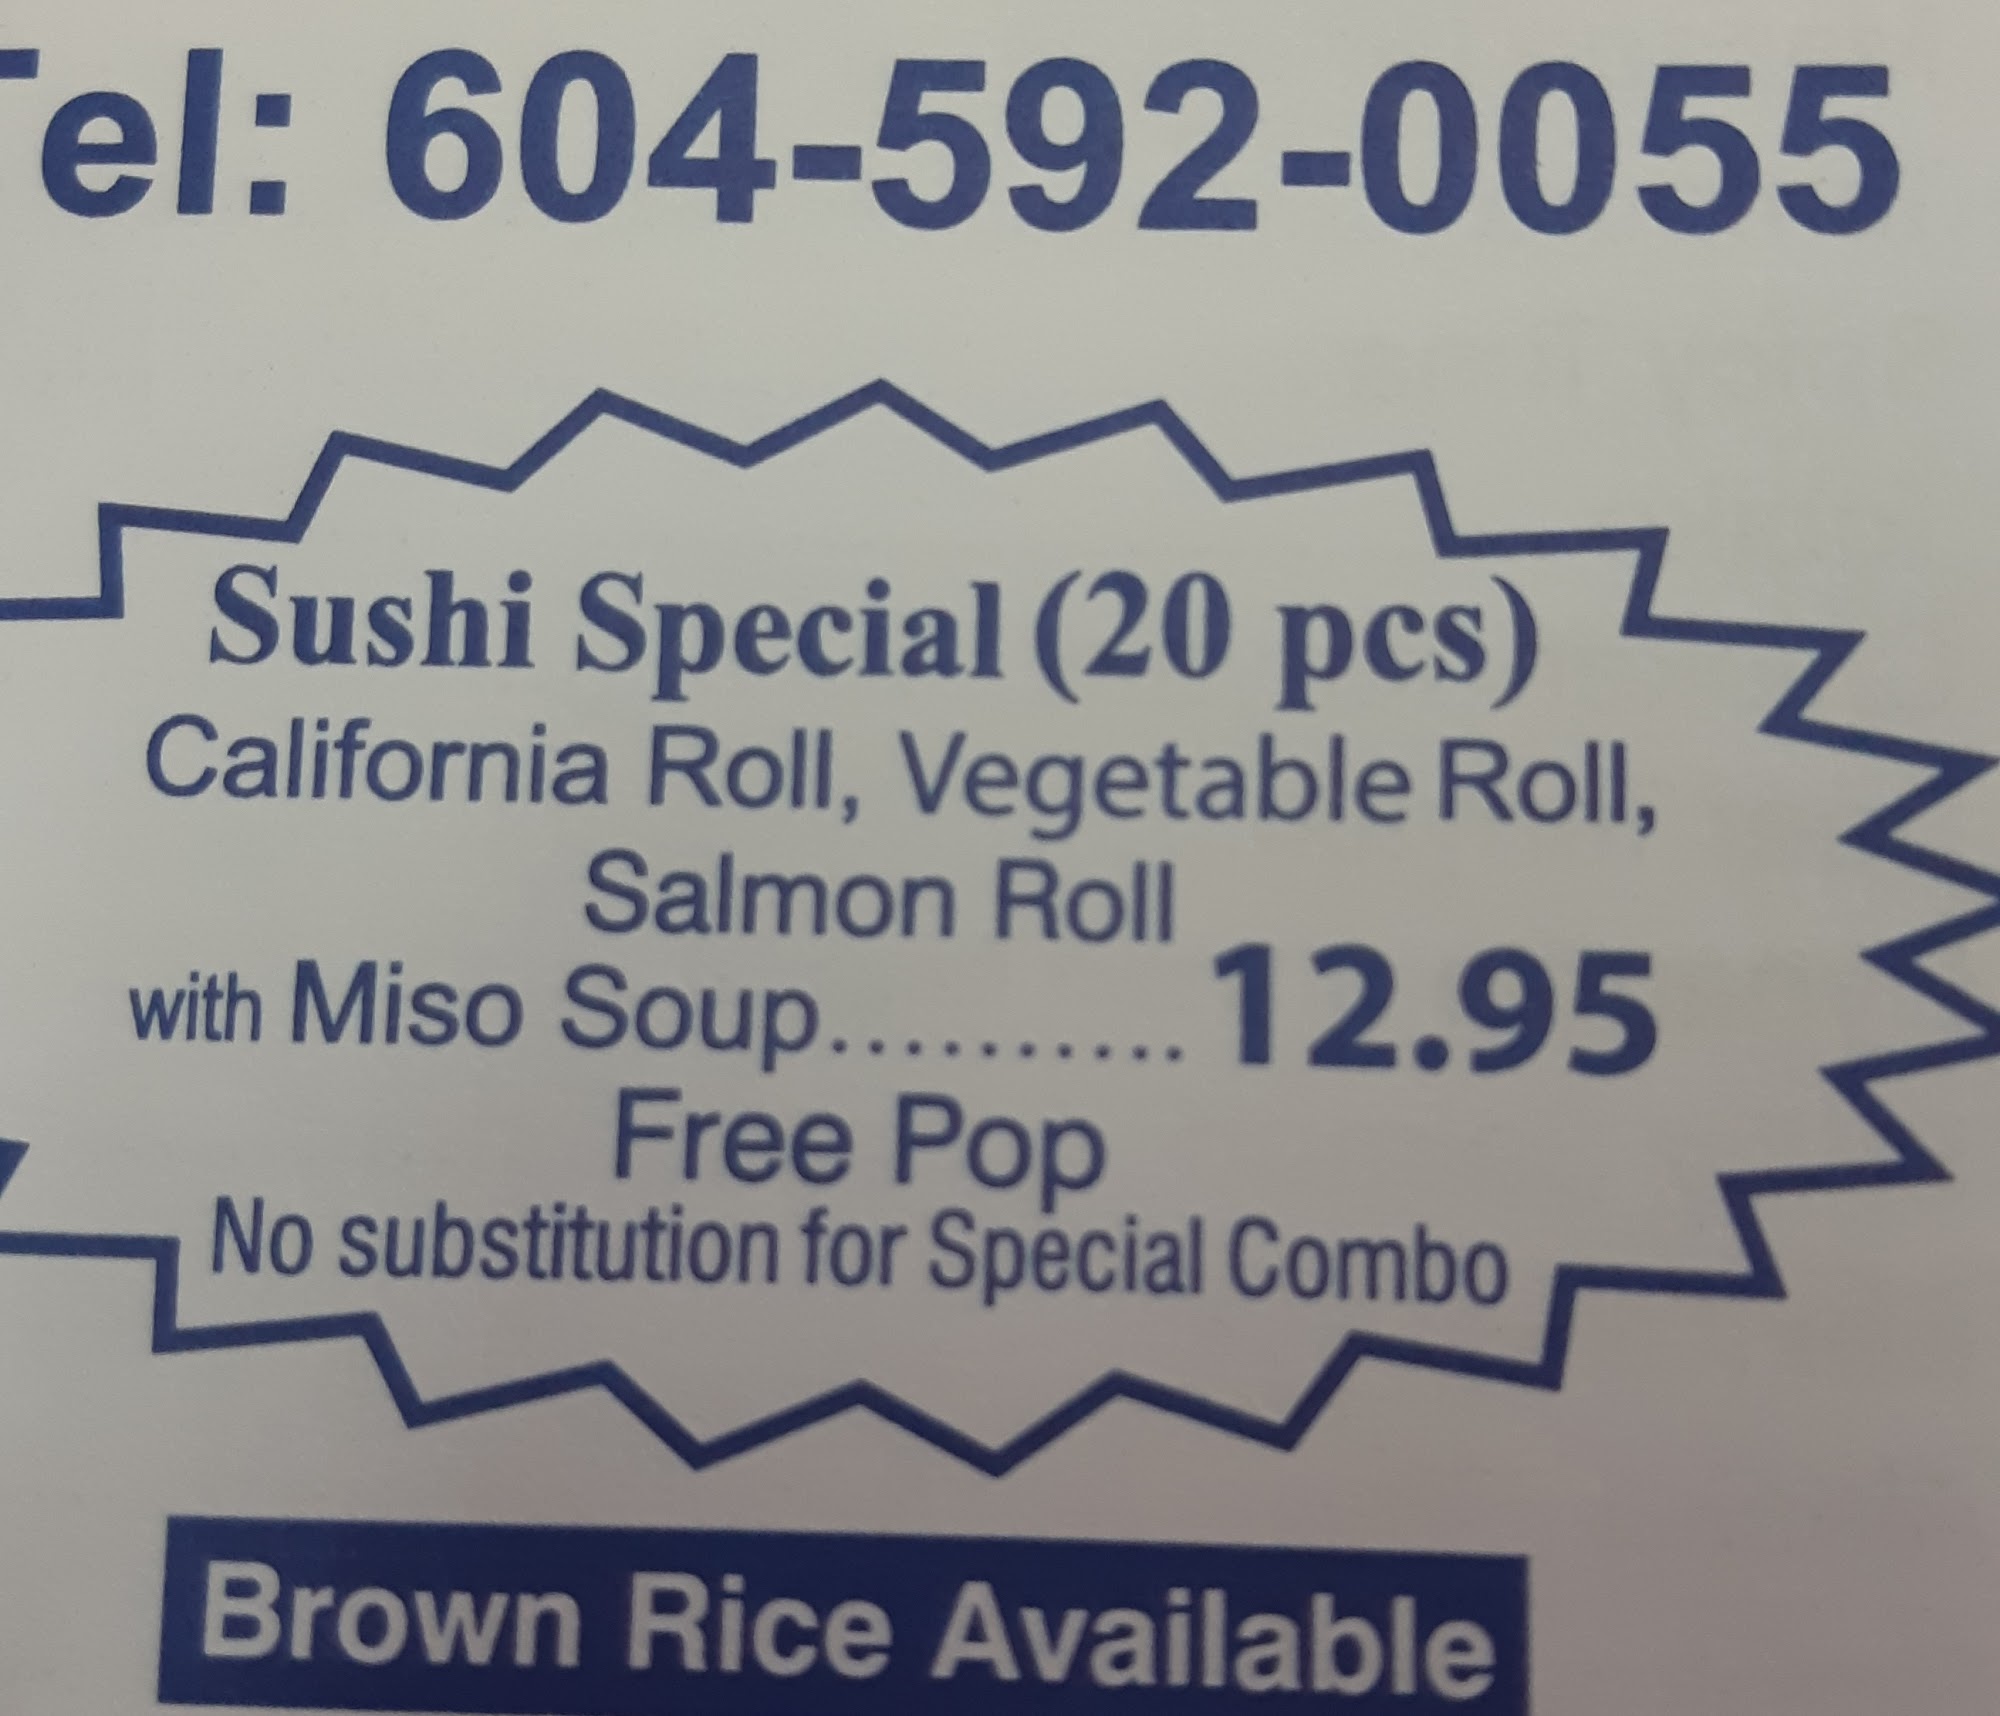 Tel: 604-592-0055
Sushi Special (20 pcs)
California Roll, Vegetable Roll,
Salmon Roll
with Miso Soup.......... 12.95
Free Pop
No substitution for Special Combo
Brown Rice Available